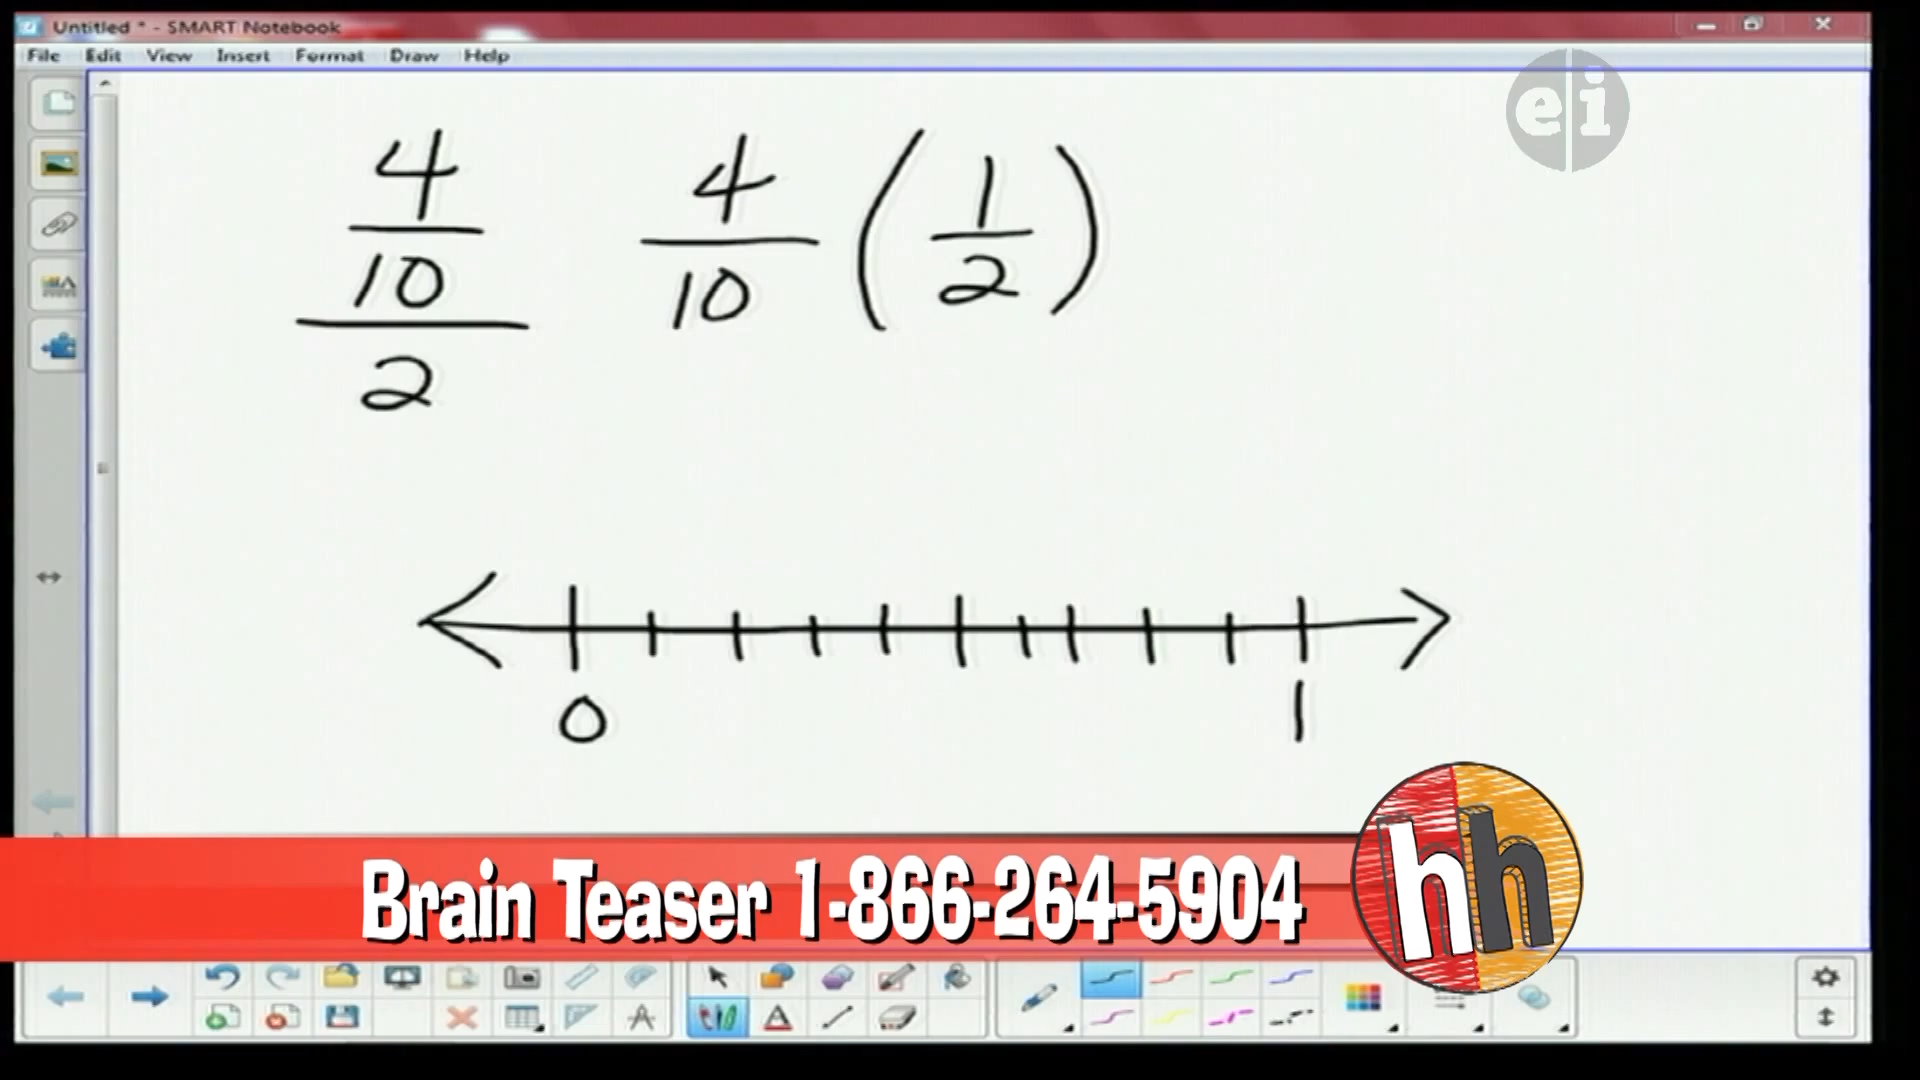 Untitled * - SMART Notebook
File Edit View Insert Format Draw Help
ei
4 4 ( 1 )
10 10 2
2
0 1
Brain Teaser 1-866-264-5904
hh